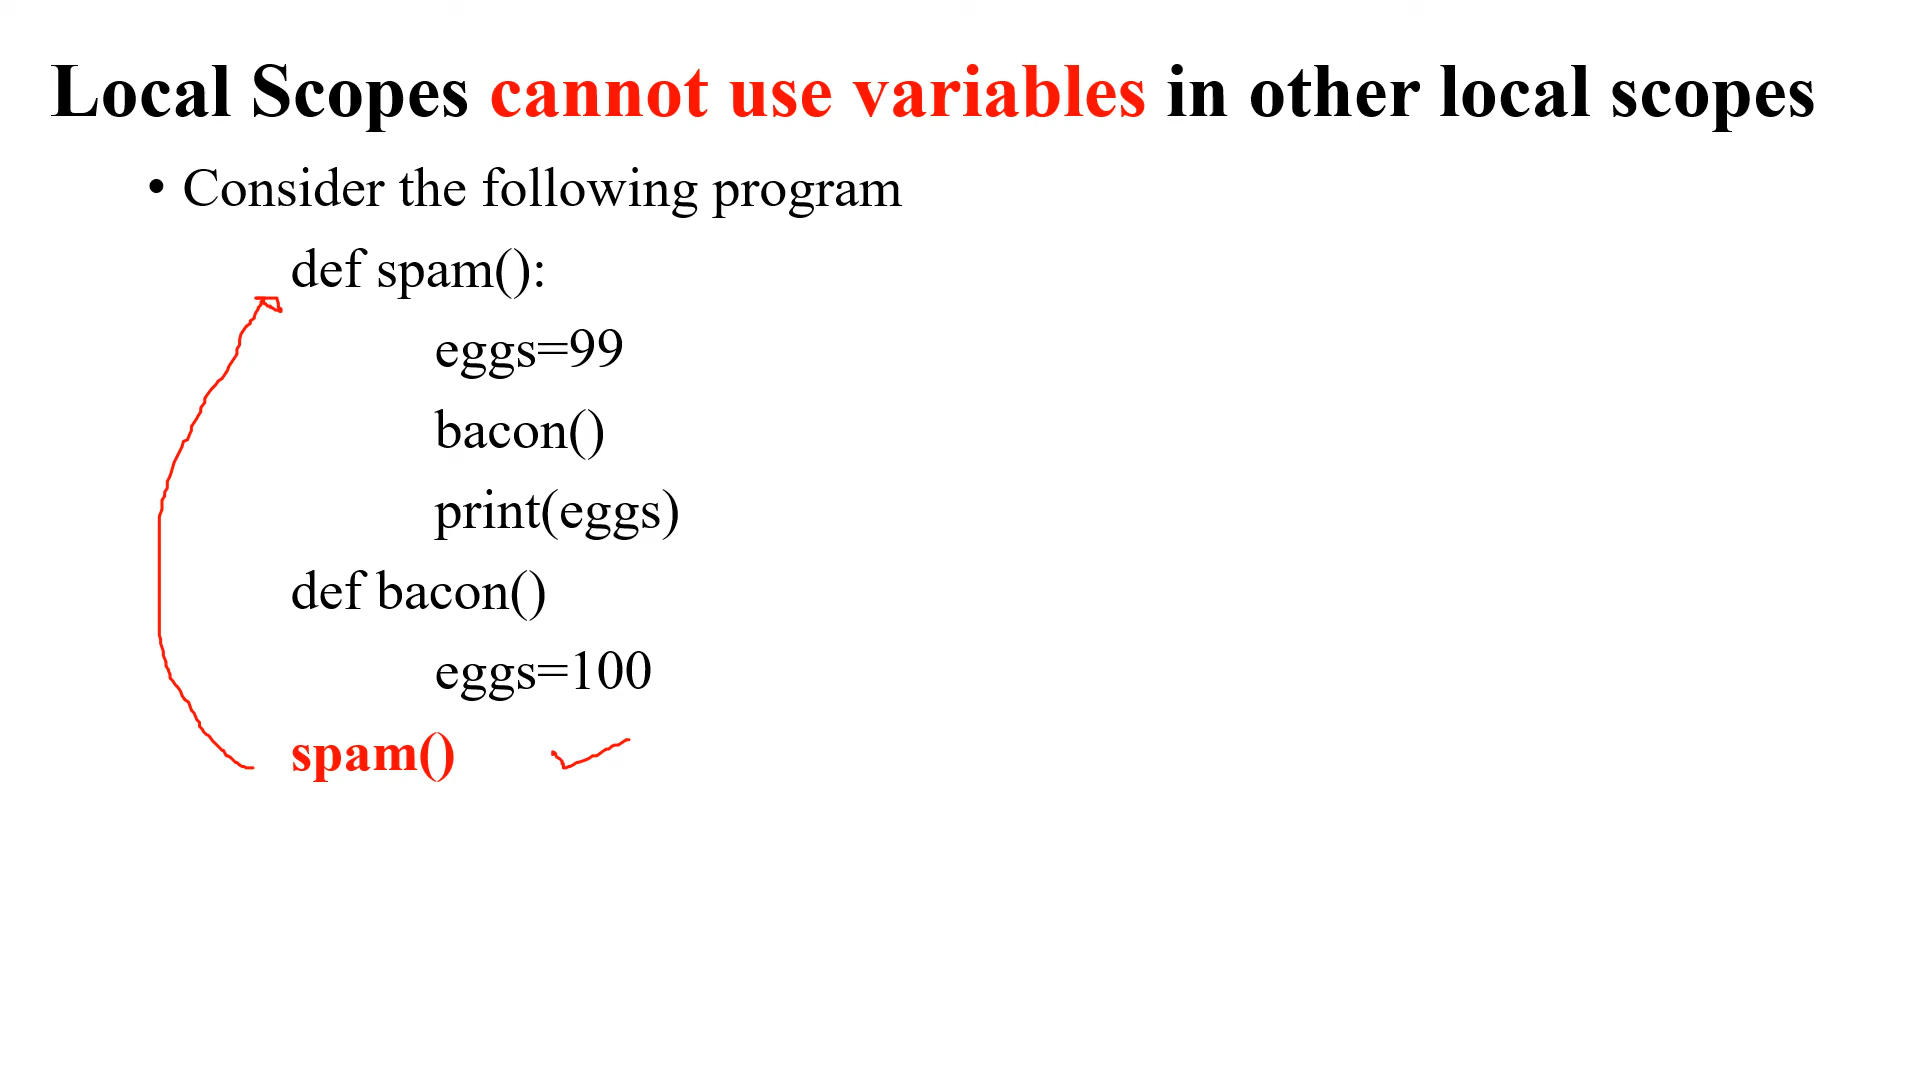 Local Scopes cannot use variables in other local scopes
• Consider the following program
def spam():
eggs=99
bacon()
print(eggs)
def bacon()
eggs=100
spam()